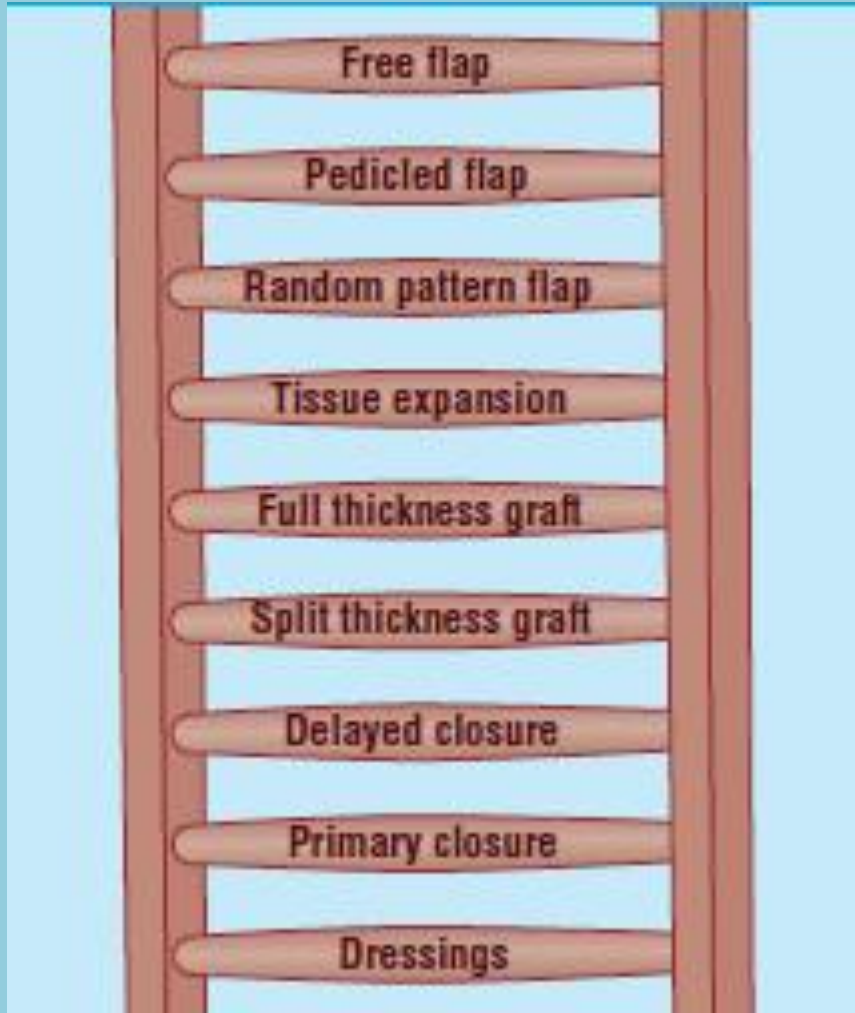 Free flap
Pedicled flap
Random pattern flap
Tissue expansion
Full thickness graft
Split thickness graft
Delayed closure
Primary closure
Dressings